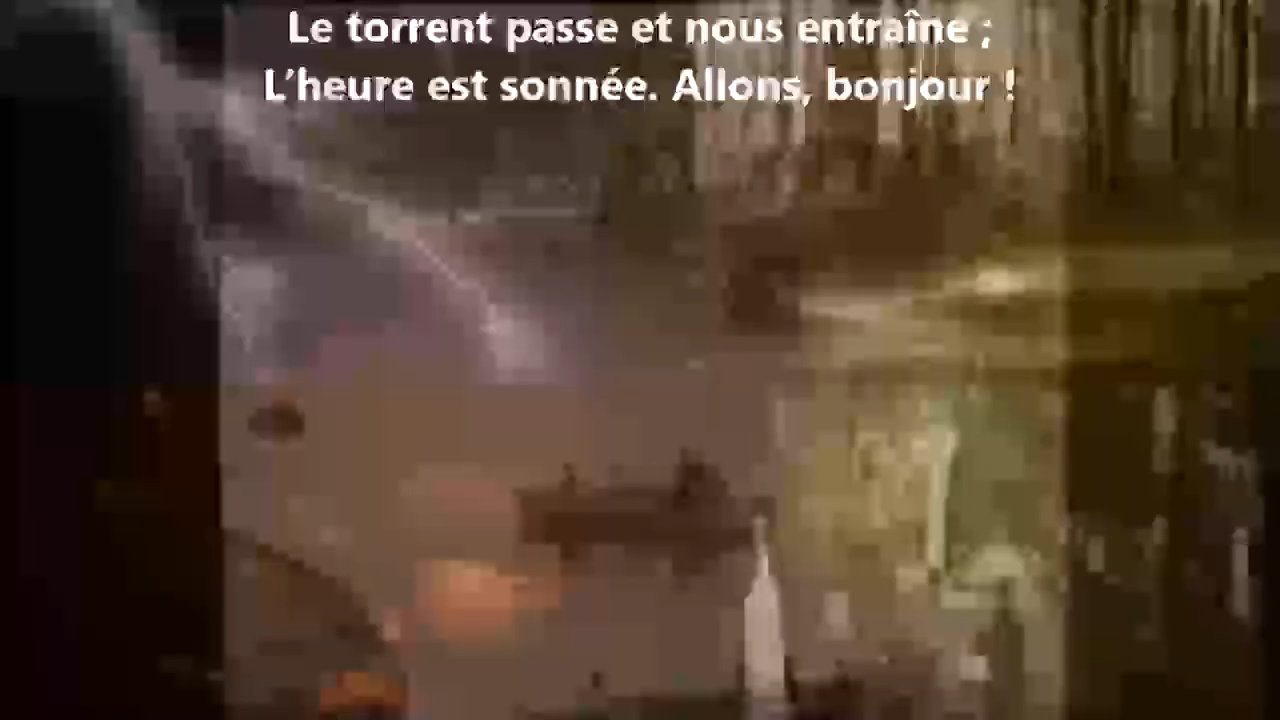 Le torrent passe et nous entraîne ;
L’heure est sonnée. Allons, bonjour !